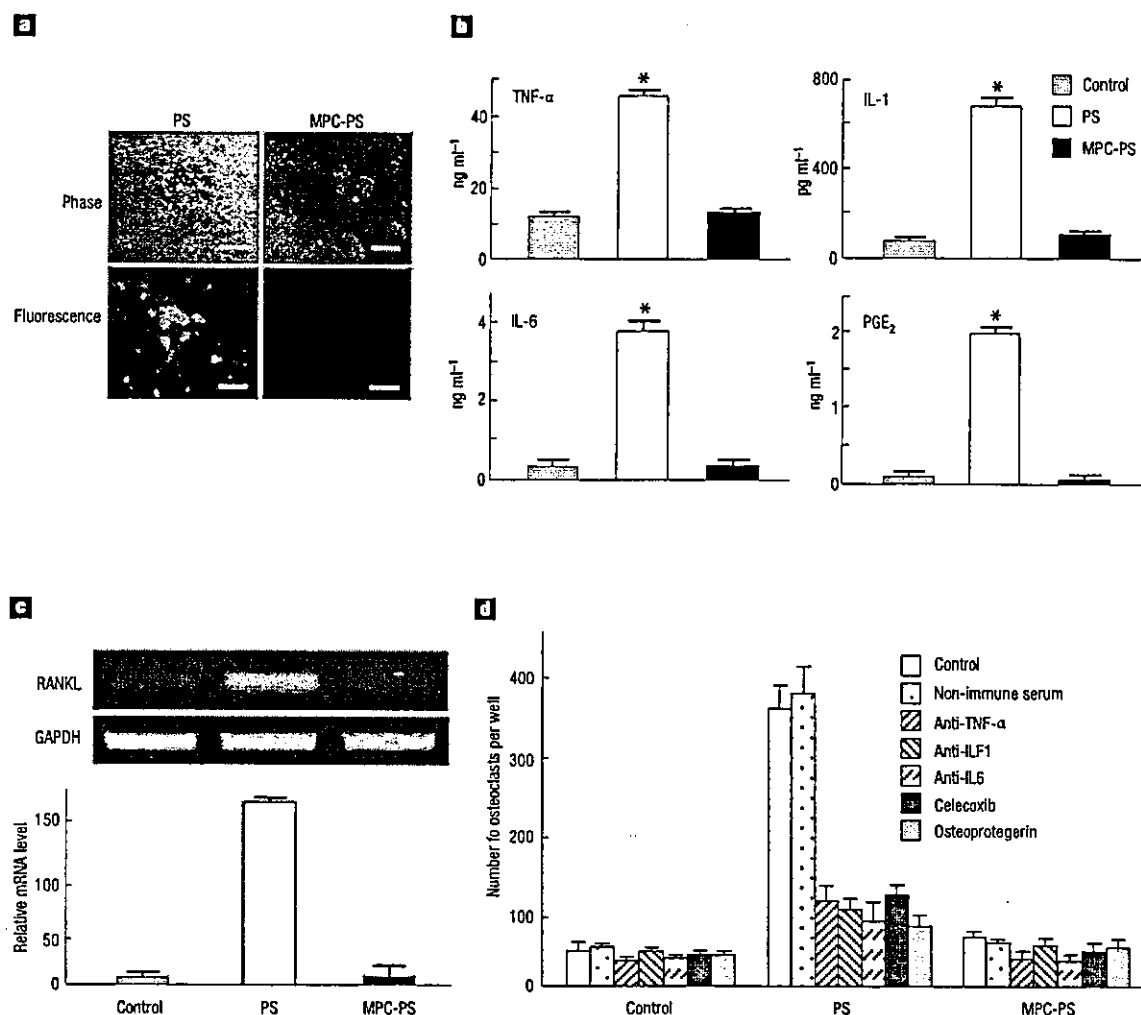 a
PS MPC-PS
Phase
Fluorescence
b
TNF-α
*
40
20
0
ng ml⁻¹
IL-1
*
800
400
0
pg ml⁻¹
Control
PS
MPC-PS
IL-6
*
4
2
0
ng ml⁻¹
PGE₂
*
2
1
0
ng ml⁻¹
c
RANKL
GAPDH
150
100
50
0
Relative mRNA level
Control PS MPC-PS
d
400
300
200
100
0
Number fo osteoclasts per well
Control
Non-immune serum
Anti-TNF-α
Anti-ILF1
Anti-IL6
Celecoxib
Osteoprotegerin
Control PS MPC-PS